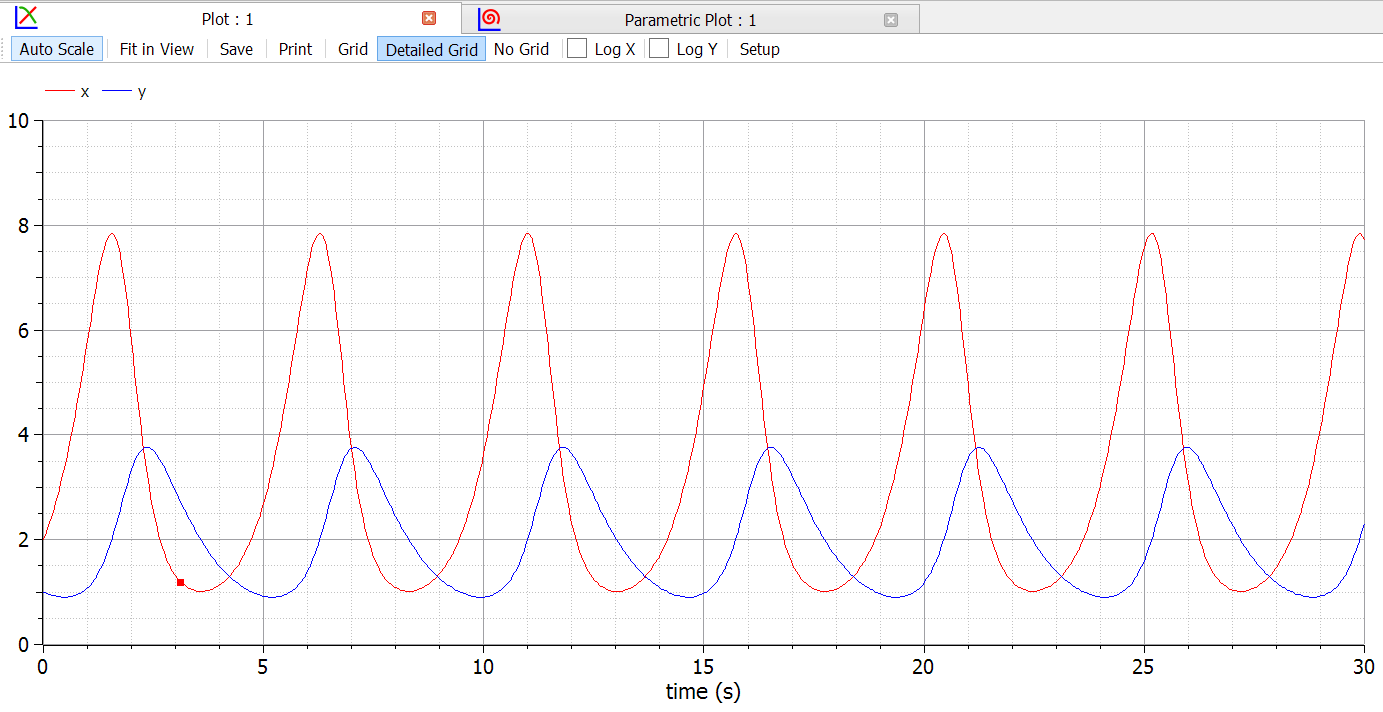 Plot : 1
Parametric Plot : 1
Auto Scale Fit in View Save Print Grid Detailed Grid No Grid Log X Log Y Setup
x y
10
8
6
4
2
0
0 5 10 15 20 25 30
time (s)